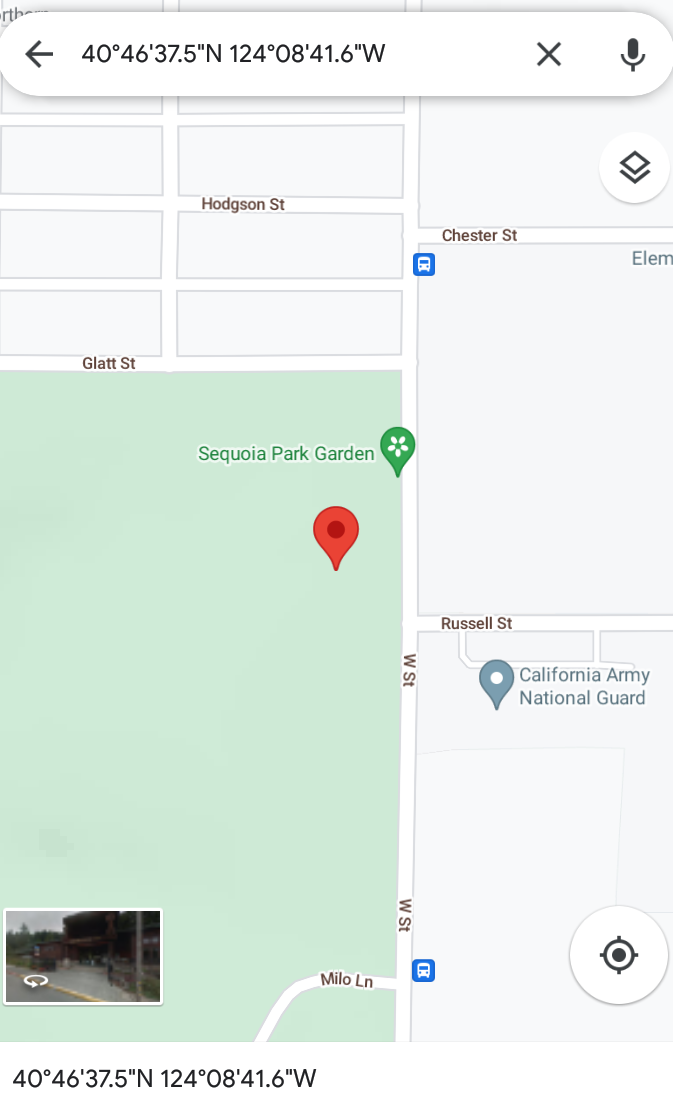 40°46'37.5"N 124°08'41.6"W
Hodgson St
Chester St
Elem
Glatt St
Sequoia Park Garden
Russell St
W St
California Army
National Guard
W St
Milo Ln
40°46'37.5"N 124°08'41.6"W